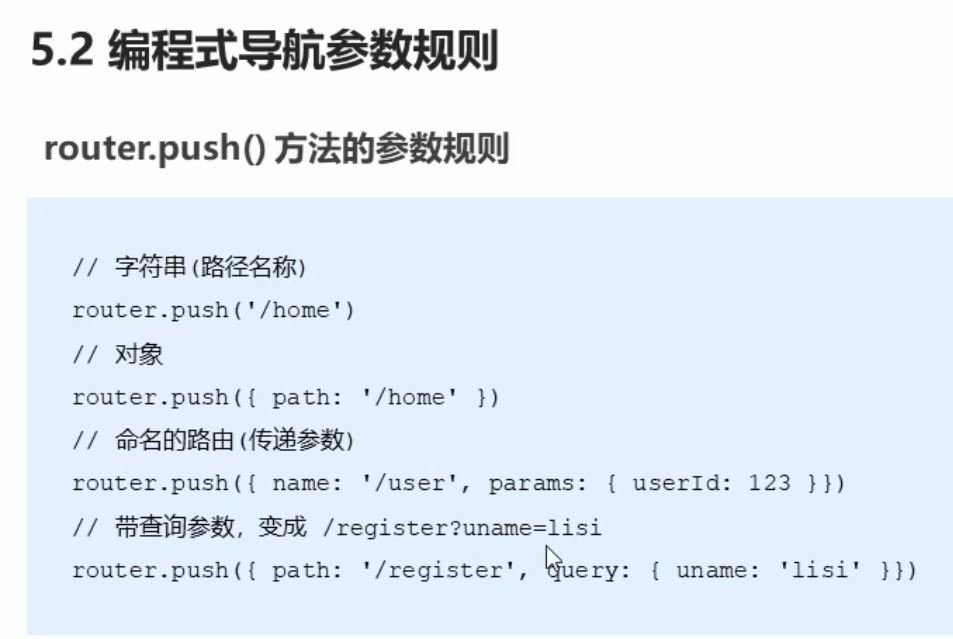 5.2 编程式导航参数规则
router.push() 方法的参数规则
// 字符串(路径名称)
router.push('/home')
// 对象
router.push({ path: '/home' })
// 命名的路由(传递参数)
router.push({ name: '/user', params: { userId: 123 }})
// 带查询参数，变成 /register?uname=lisi
router.push({ path: '/register', query: { uname: 'lisi' }})